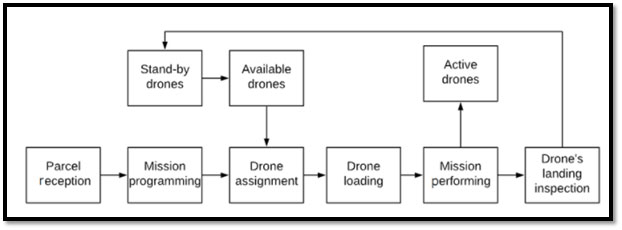 Stand-by
drones
Available
drones
Active
drones
Parcel
reception
Mission
programming
Drone
assignment
Drone
loading
Mission
performing
Drone's
landing
inspection